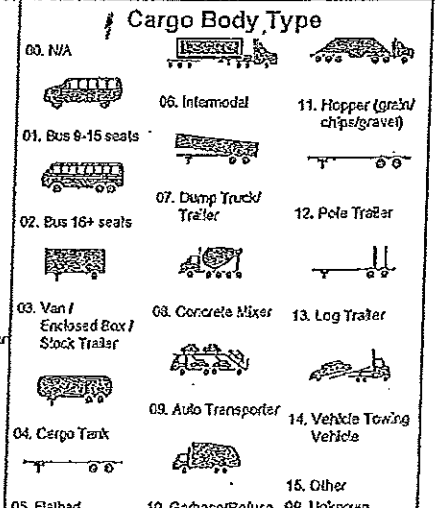 Cargo Body Type
00. N/A
01. Bus 9-15 seats
02. Bus 16+ seats
03. Van /
Enclosed Box /
Stock Trailer
04. Cargo Tank
05. Flatbed
06. Intermodal
07. Dump Truck/
Trailer
08. Concrete Mixer
09. Auto Transporter
10. Garbage/Refuse
11. Hopper (grain/
chips/gravel)
12. Pole Trailer
13. Log Trailer
14. Vehicle Towing
Vehicle
15. Other
99. Unknown